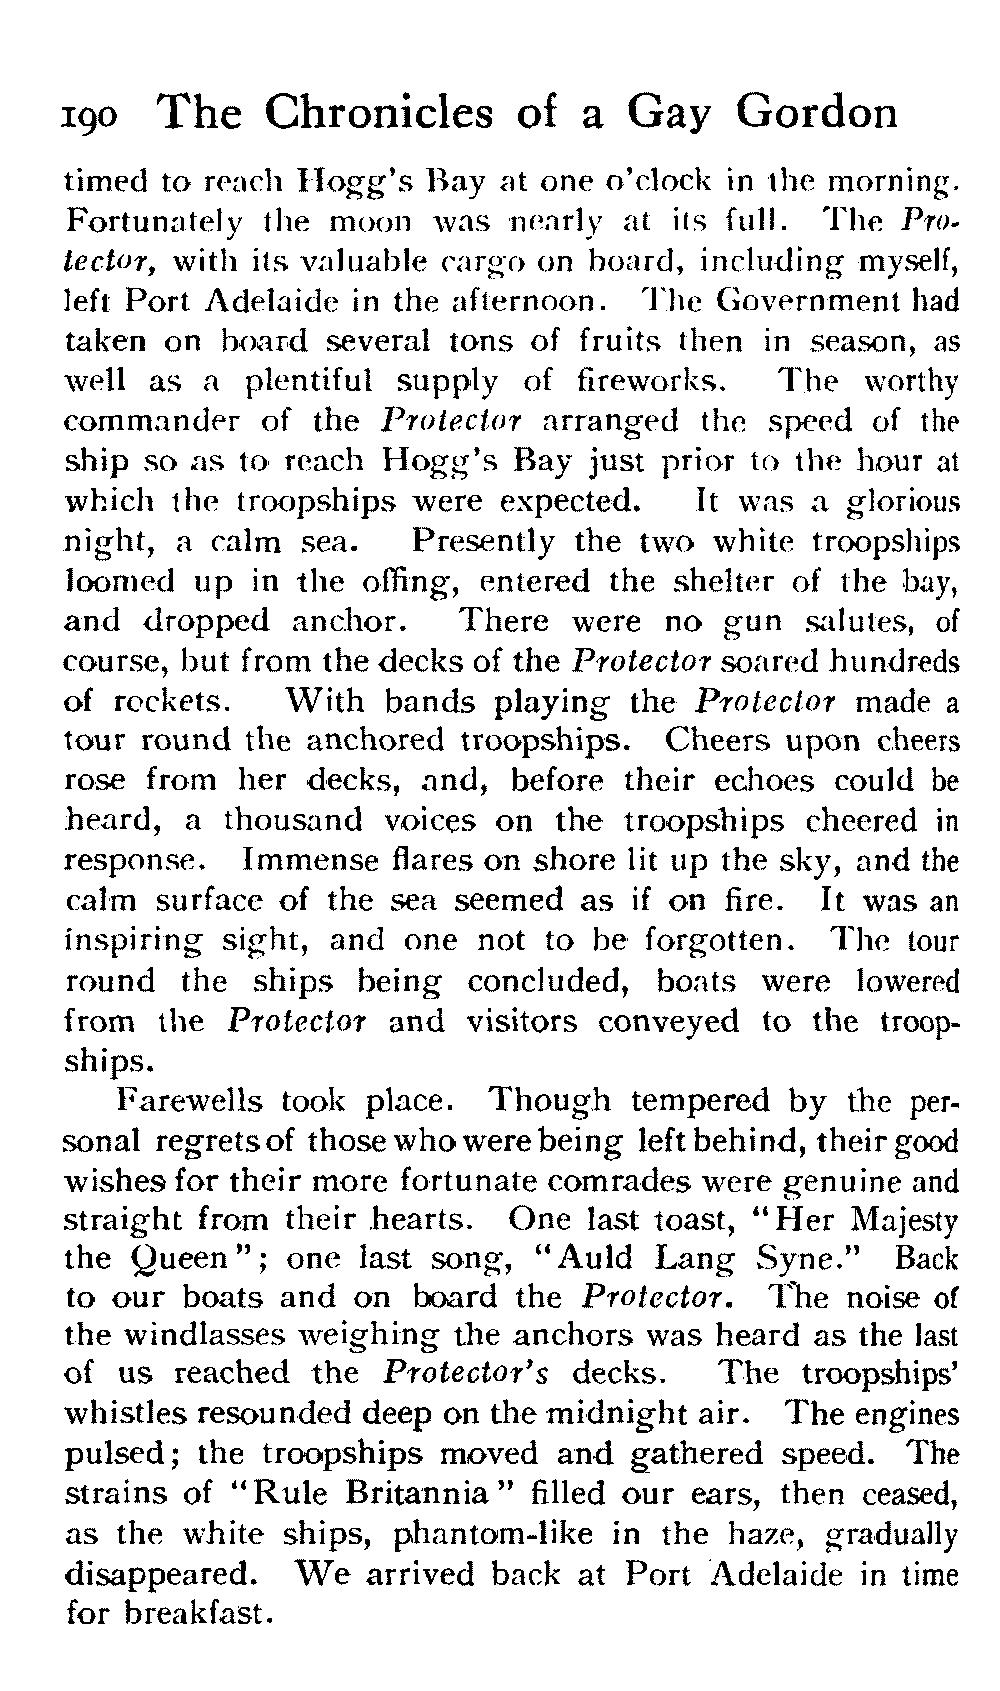 190 The Chronicles of a Gay Gordon
timed to reach Hogg's Bay at one o'clock in the morning.
Fortunately the moon was nearly at its full. The Pro-
tector, with its valuable cargo on board, including myself,
left Port Adelaide in the afternoon. The Government had
taken on board several tons of fruits then in season, as
well as a plentiful supply of fireworks. The worthy
commander of the Protector arranged the speed of the
ship so as to reach Hogg's Bay just prior to the hour at
which the troopships were expected. It was a glorious
night, a calm sea. Presently the two white troopships
loomed up in the offing, entered the shelter of the bay,
and dropped anchor. There were no gun salutes, of
course, but from the decks of the Protector soared hundreds
of rockets. With bands playing the Protector made a
tour round the anchored troopships. Cheers upon cheers
rose from her decks, and, before their echoes could be
heard, a thousand voices on the troopships cheered in
response. Immense flares on shore lit up the sky, and the
calm surface of the sea seemed as if on fire. It was an
inspiring sight, and one not to be forgotten. The tour
round the ships being concluded, boats were lowered
from the Protector and visitors conveyed to the troop-
ships.
Farewells took place. Though tempered by the per-
sonal regrets of those who were being left behind, their good
wishes for their more fortunate comrades were genuine and
straight from their hearts. One last toast, "Her Majesty
the Queen"; one last song, "Auld Lang Syne." Back
to our boats and on board the Protector. The noise of
the windlasses weighing the anchors was heard as the last
of us reached the Protector's decks. The troopships'
whistles resounded deep on the midnight air. The engines
pulsed; the troopships moved and gathered speed. The
strains of "Rule Britannia" filled our ears, then ceased,
as the white ships, phantom-like in the haze, gradually
disappeared. We arrived back at Port Adelaide in time
for breakfast.